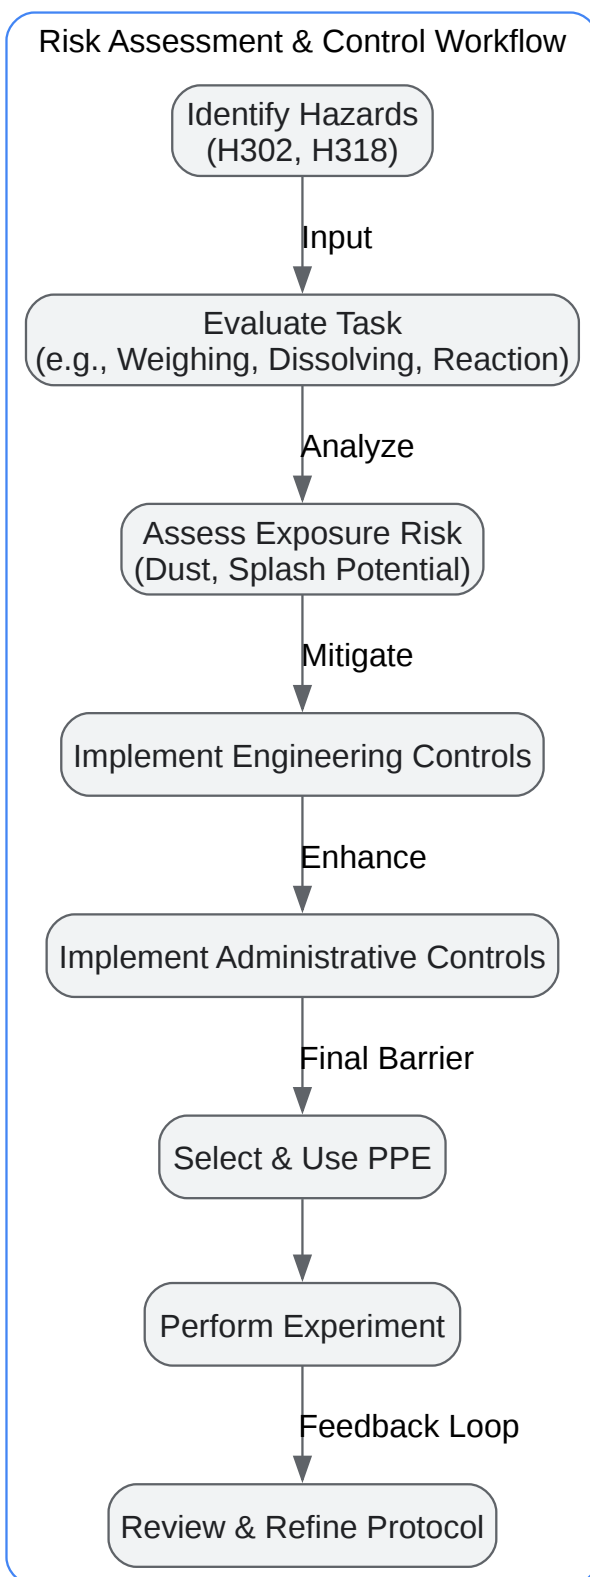 Risk Assessment & Control Workflow
Identify Hazards
(H302, H318)
Input
Evaluate Task
(e.g., Weighing, Dissolving, Reaction)
Analyze
Assess Exposure Risk
(Dust, Splash Potential)
Mitigate
Implement Engineering Controls
Enhance
Implement Administrative Controls
Final Barrier
Select & Use PPE
Perform Experiment
Feedback Loop
Review & Refine Protocol